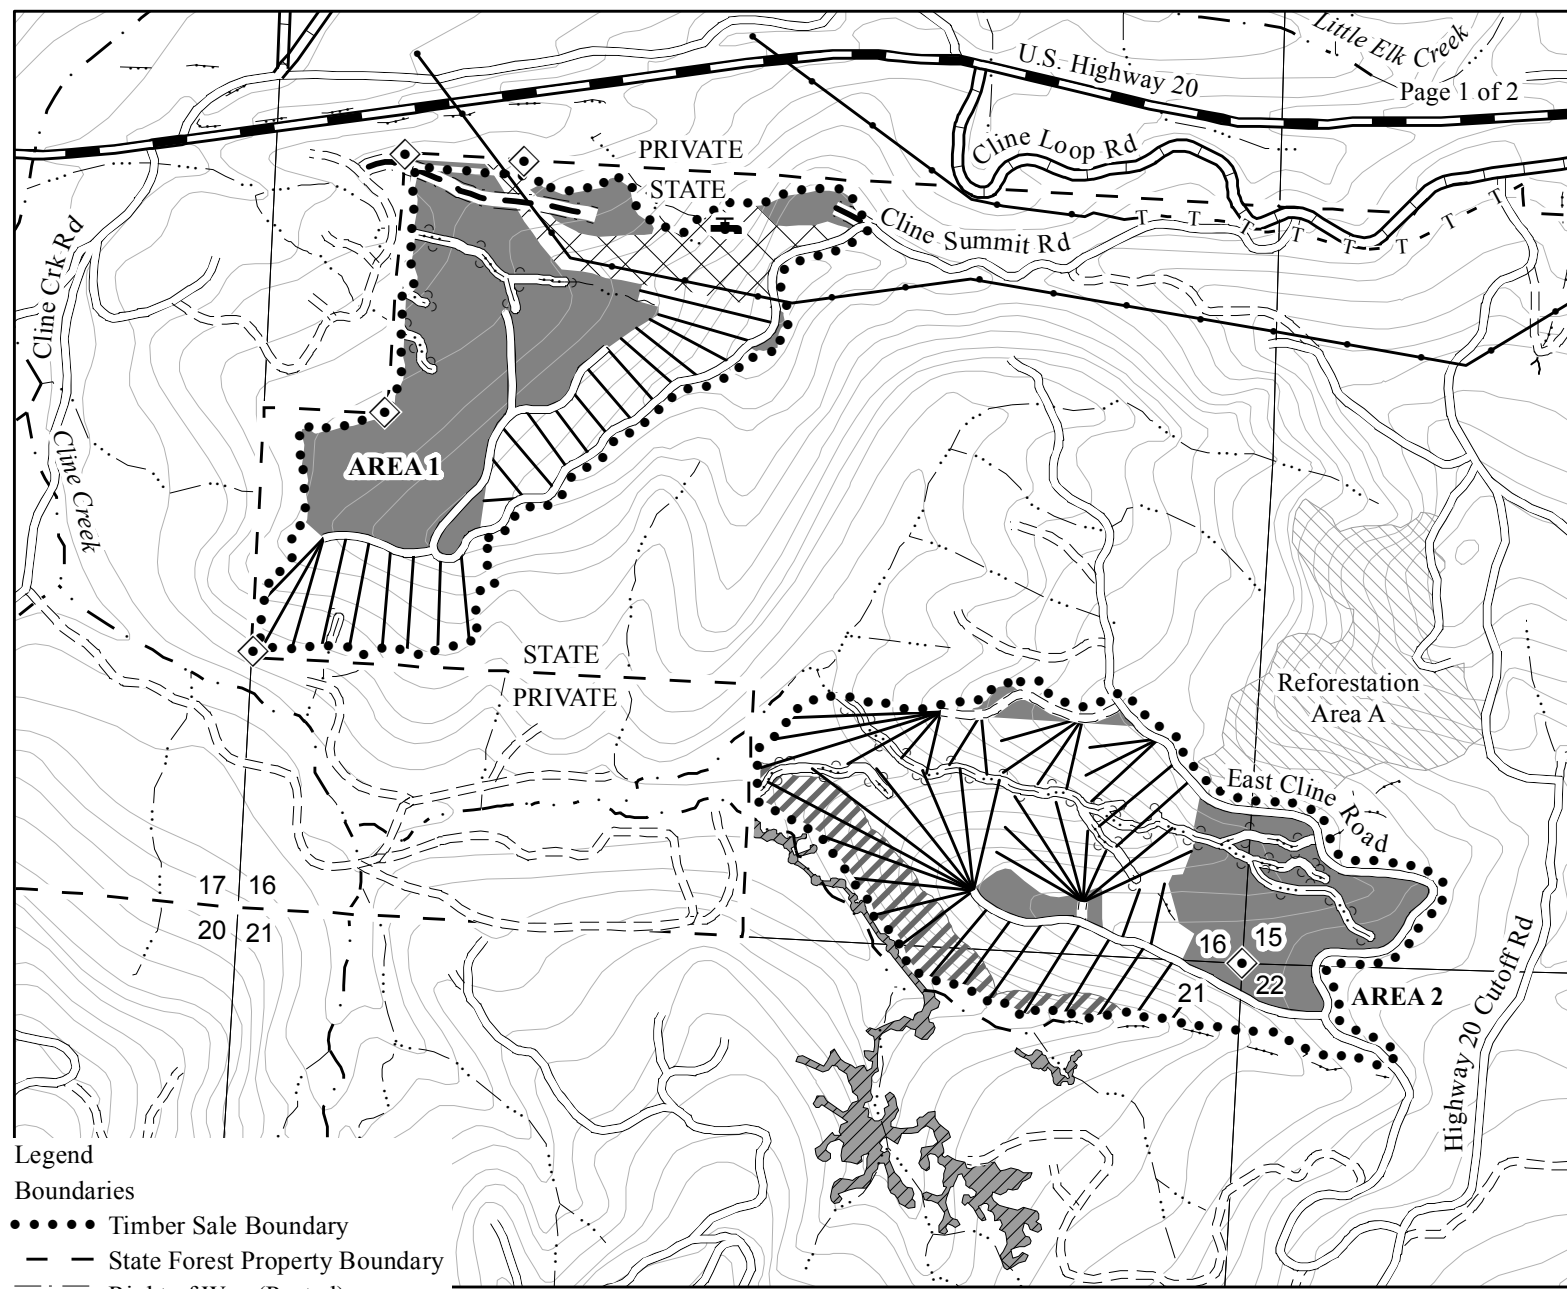 Little Elk Creek
U.S. Highway 20
Page 1 of 2
Cline Loop Rd
PRIVATE
STATE
T T T T T T T T
Cline Summit Rd
Cline Crk Rd
Cline Creek
AREA 1
STATE
PRIVATE
Reforestation
Area A
East Cline
Road
17 16
20 21
16 15
21 22
AREA 2
Highway 20 Cutoff Rd
Legend
Boundaries
Timber Sale Boundary
State Forest Property Boundary